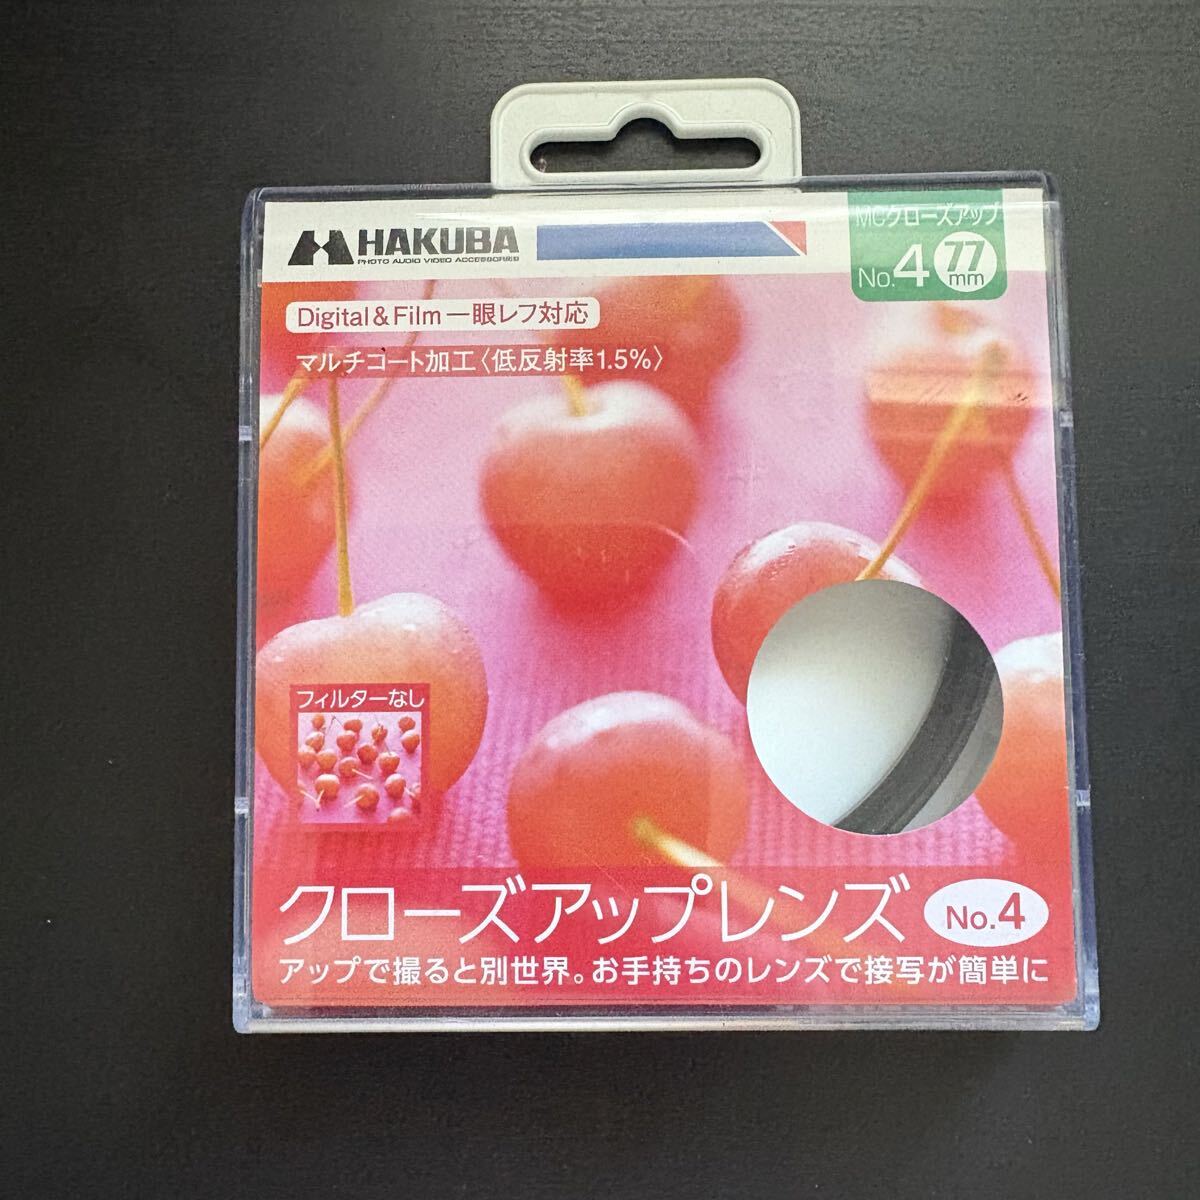 HAKUBA
PHOTO AUDIO VIDEO ACCESSORIES
MCクローズアップ
No.4 77mm
Digital&Film一眼レフ対応
マルチコート加工〈低反射率1.5%〉
フィルターなし
クローズアップレンズ No.4
アップで撮ると別世界。お手持ちのレンズで接写が簡単に